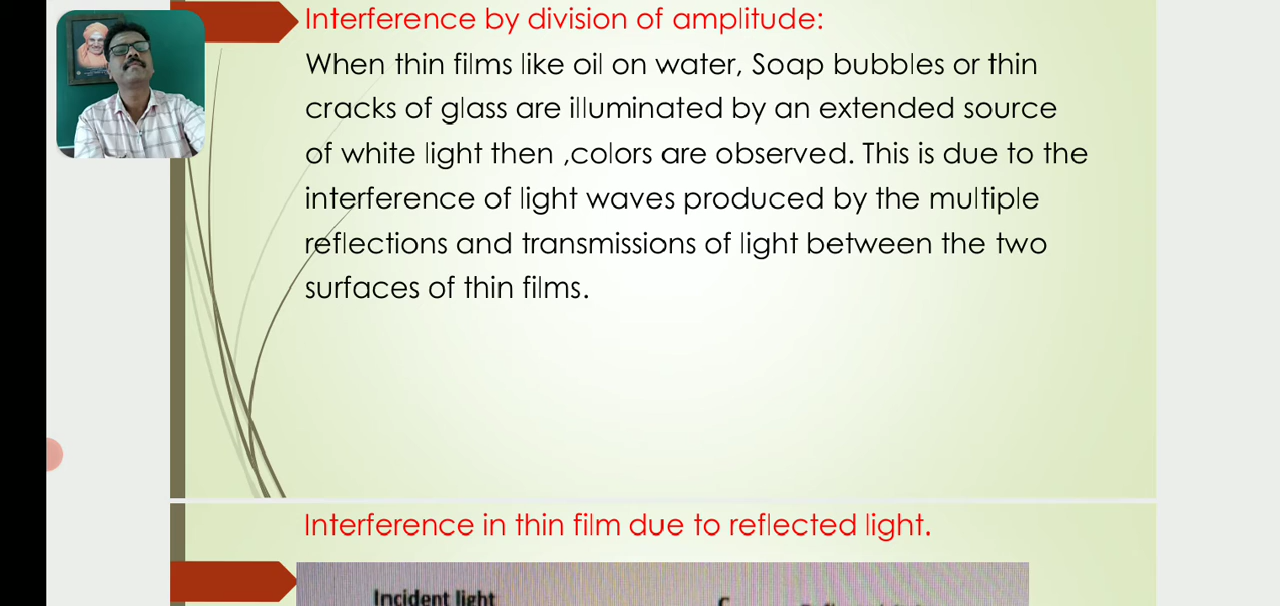 Interference by division of amplitude:
When thin films like oil on water, Soap bubbles or thin
cracks of glass are illuminated by an extended source
of white light then ,colors are observed. This is due to the
interference of light waves produced by the multiple
reflections and transmissions of light between the two
surfaces of thin films.
Interference in thin film due to reflected light.
Incident light